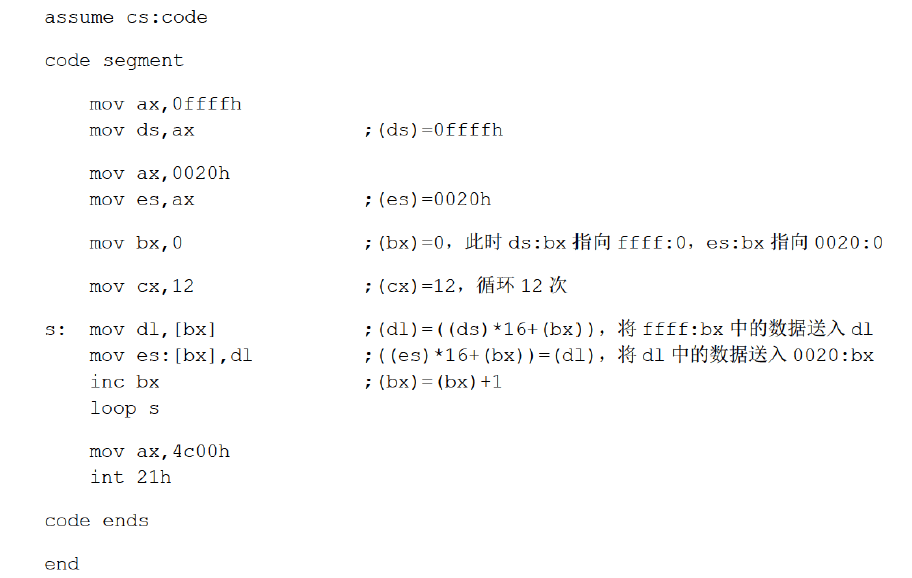 assume cs:code
code segment
mov ax,0ffffh
mov ds,ax ;(ds)=0ffffh
mov ax,0020h
mov es,ax ;(es)=0020h
mov bx,0 ;(bx)=0，此时 ds:bx 指向 ffff:0，es:bx 指向 0020:0
mov cx,12 ;(cx)=12，循环 12 次
s: mov dl,[bx] ;(dl)=((ds)*16+(bx))，将 ffff:bx 中的数据送入 dl
mov es:[bx],dl ;((es)*16+(bx))=(dl)，将 dl 中的数据送入 0020:bx
inc bx ;(bx)=(bx)+1
loop s
mov ax,4c00h
int 21h
code ends
end